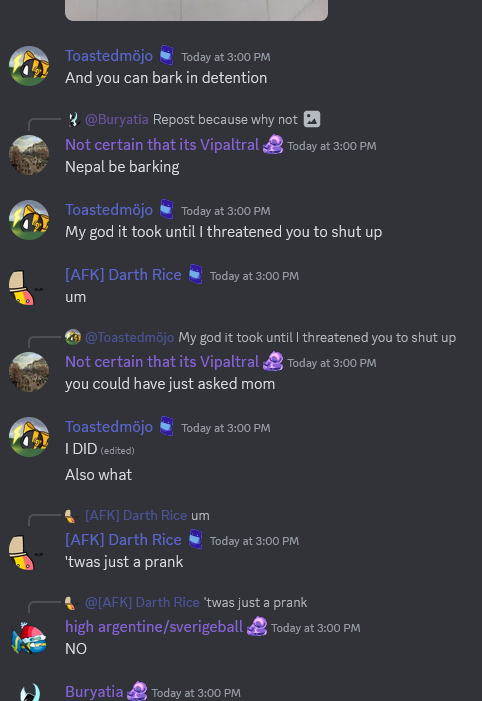 Toastedmöjo Today at 3:00 PM
And you can bark in detention
@Buryatia Repost because why not
Not certain that its Vipaltral Today at 3:00 PM
Nepal be barking
Toastedmöjo Today at 3:00 PM
My god it took until I threatened you to shut up
[AFK] Darth Rice Today at 3:00 PM
um
@Toastedmöjo My god it took until I threatened you to shut up
Not certain that its Vipaltral Today at 3:00 PM
you could have just asked mom
Toastedmöjo Today at 3:00 PM
I DID (edited)
Also what
[AFK] Darth Rice um
[AFK] Darth Rice Today at 3:00 PM
'twas just a prank
@[AFK] Darth Rice 'twas just a prank
high argentine/sverigeball Today at 3:00 PM
NO
Buryatia Today at 3:00 PM